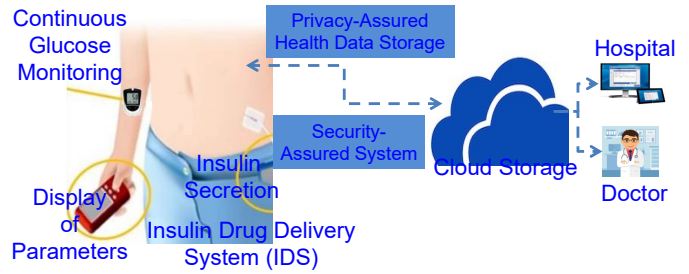 Continuous
Glucose
Monitoring
Privacy-Assured
Health Data Storage
Hospital
Security-
Assured System
Cloud Storage
Insulin
Secretion
Display
of
Parameters
Insulin Drug Delivery
System (IDS)
Doctor